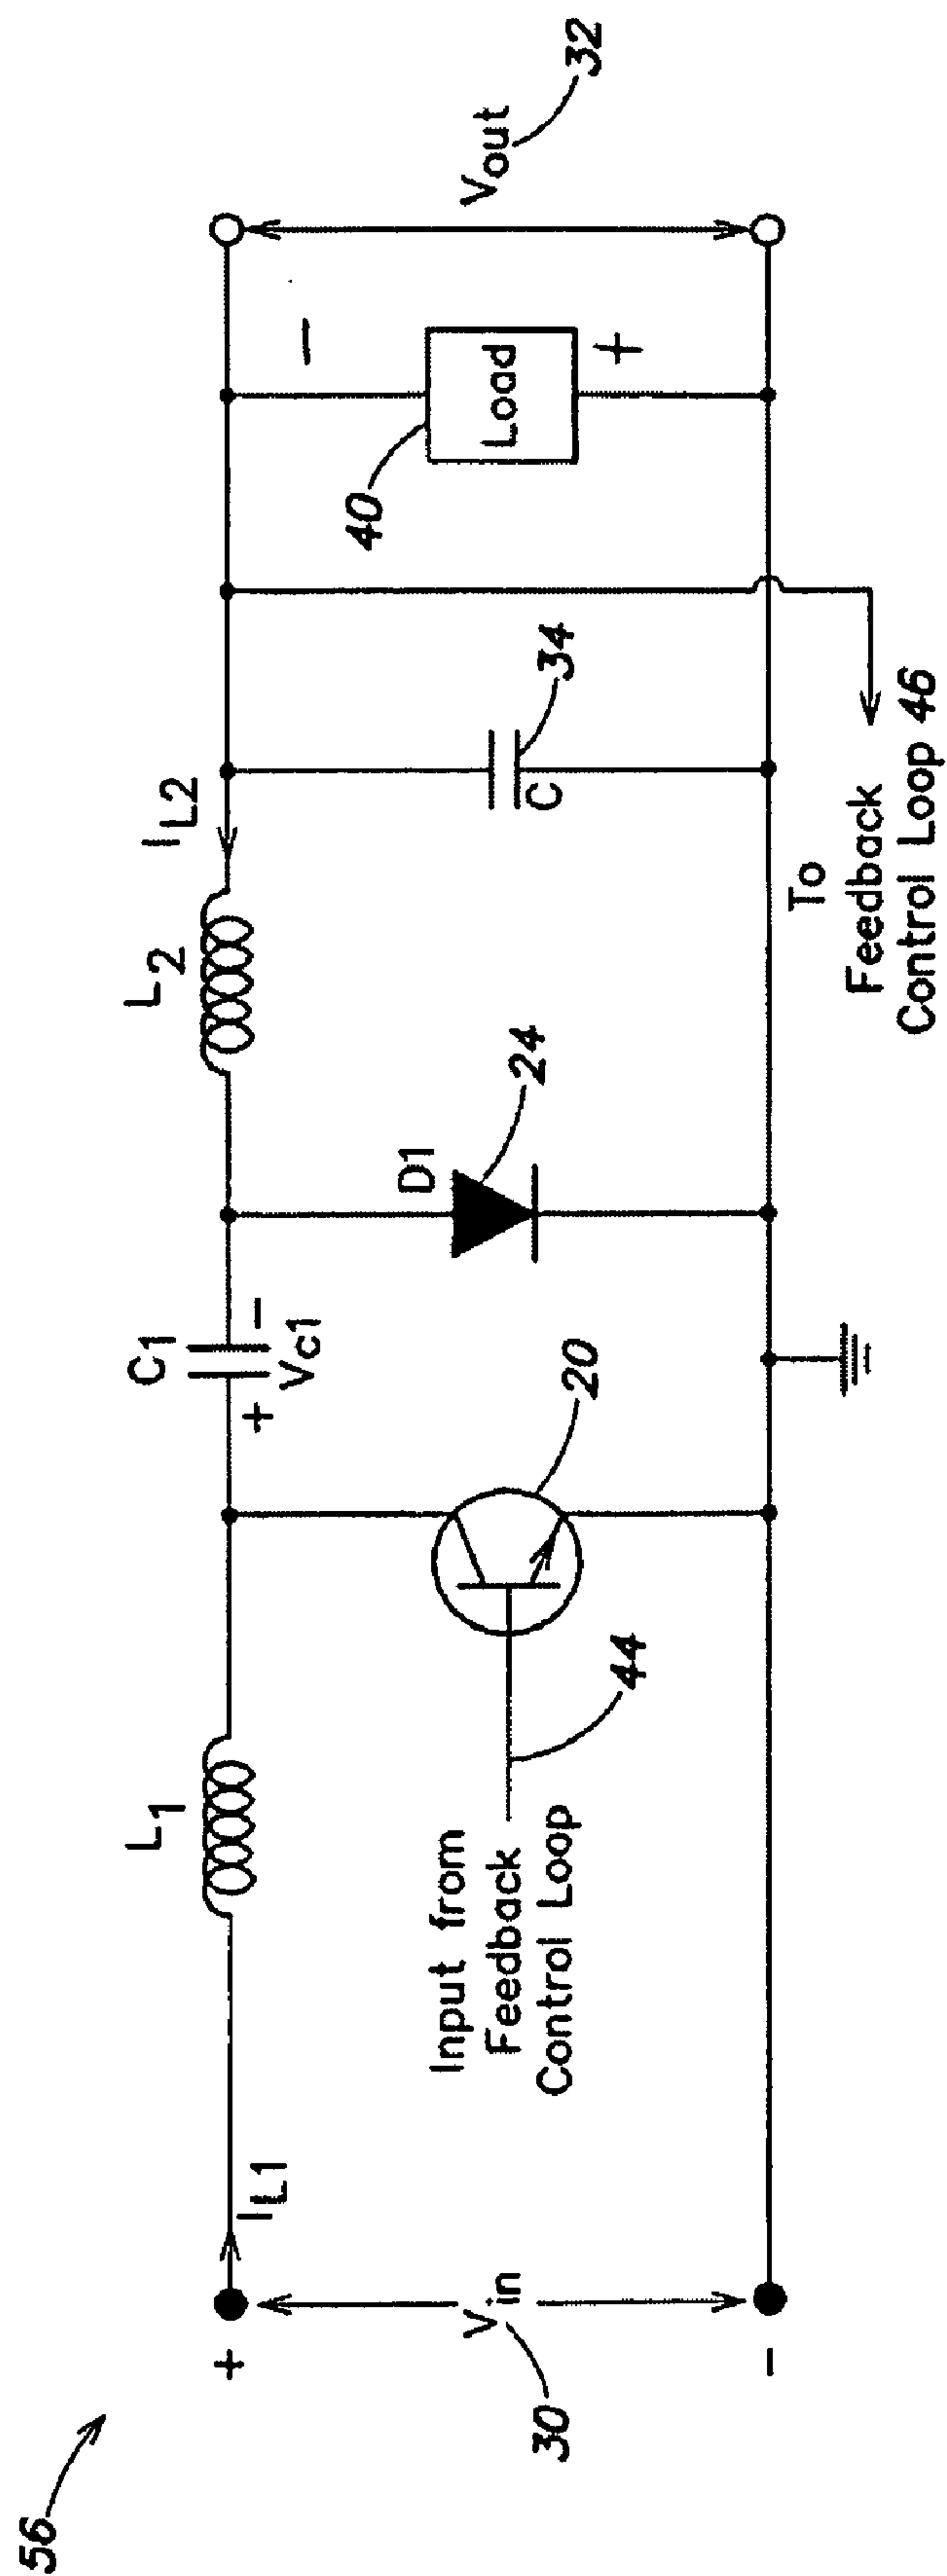 56
L1
C1
L2
IL2
IL1
+
+ −
Vc1
D1
−
Vin
30
Input from
Feedback
Control Loop
44
20
24
C
34
40
Load
+
Vout
32
-
To
Feedback
Control Loop 46